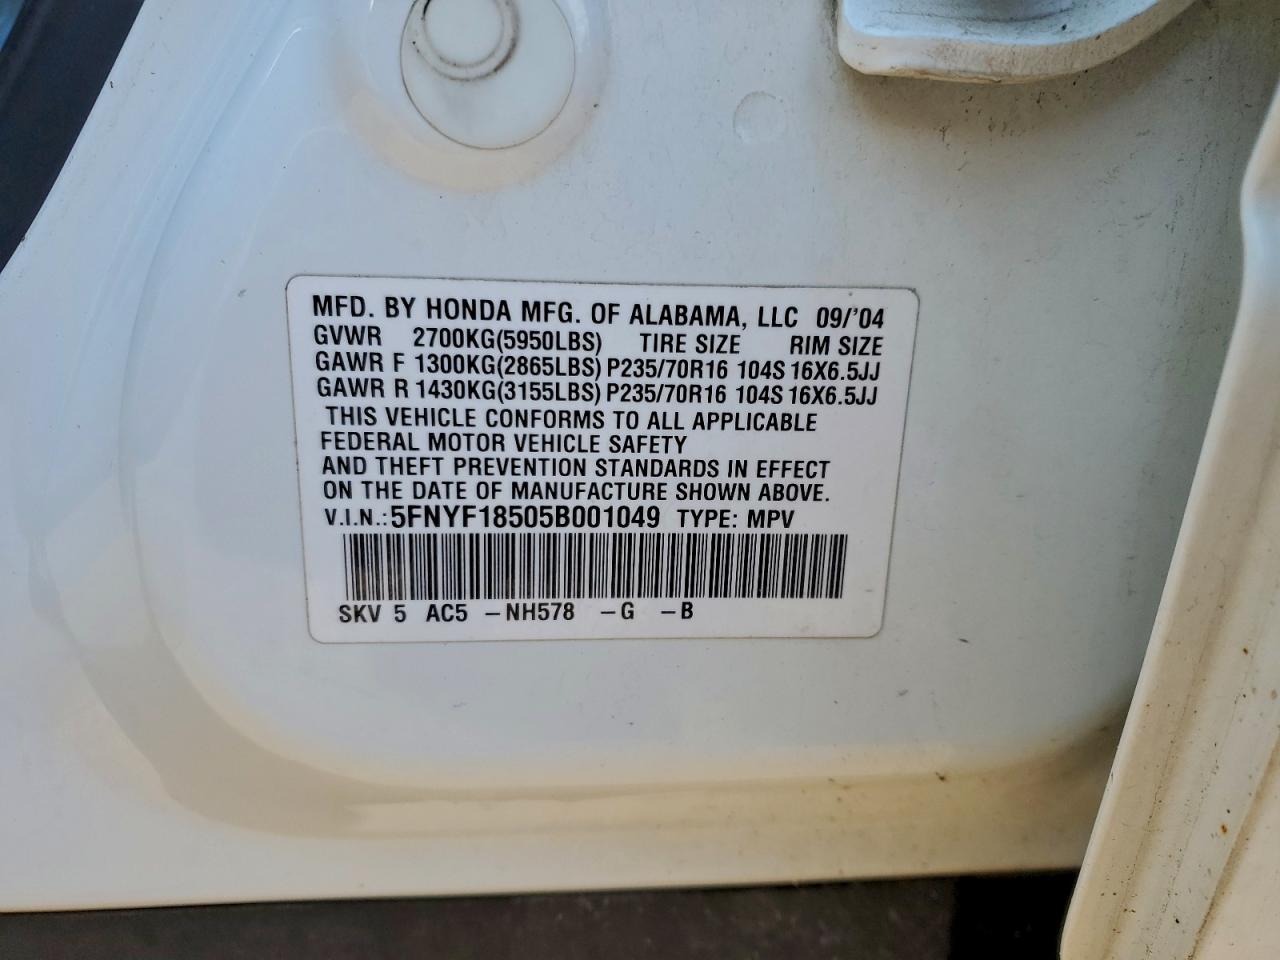 MFD. BY HONDA MFG. OF ALABAMA, LLC 09/'04
GVWR 2700KG(5950LBS) TIRE SIZE RIM SIZE
GAWR F 1300KG(2865LBS) P235/70R16 104S 16X6.5JJ
GAWR R 1430KG(3155LBS) P235/70R16 104S 16X6.5JJ
THIS VEHICLE CONFORMS TO ALL APPLICABLE
FEDERAL MOTOR VEHICLE SAFETY
AND THEFT PREVENTION STANDARDS IN EFFECT
ON THE DATE OF MANUFACTURE SHOWN ABOVE.
V.I.N.:5FNYF18505B001049 TYPE: MPV
SKV 5 AC5 –NH578 –G –B